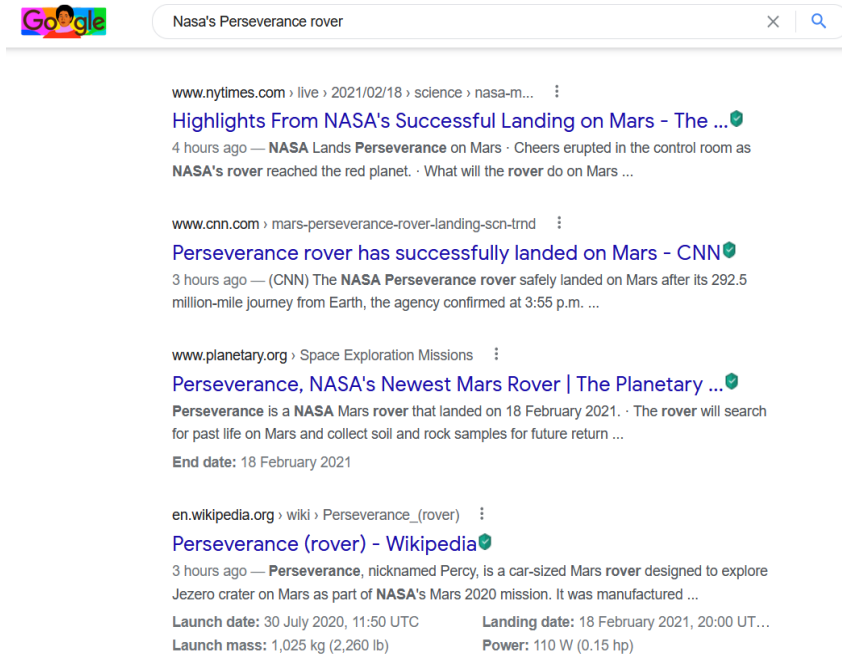 Google
Nasa's Perseverance rover
www.nytimes.com › live › 2021/02/18 › science › nasa-m...
Highlights From NASA's Successful Landing on Mars - The ...
4 hours ago — NASA Lands Perseverance on Mars · Cheers erupted in the control room as
NASA's rover reached the red planet. · What will the rover do on Mars ...
www.cnn.com › mars-perseverance-rover-landing-scn-trnd
Perseverance rover has successfully landed on Mars - CNN
3 hours ago — (CNN) The NASA Perseverance rover safely landed on Mars after its 292.5
million-mile journey from Earth, the agency confirmed at 3:55 p.m. ...
www.planetary.org › Space Exploration Missions
Perseverance, NASA's Newest Mars Rover | The Planetary ...
Perseverance is a NASA Mars rover that landed on 18 February 2021. · The rover will search
for past life on Mars and collect soil and rock samples for future return ...
End date: 18 February 2021
en.wikipedia.org › wiki › Perseverance_(rover)
Perseverance (rover) - Wikipedia
3 hours ago — Perseverance, nicknamed Percy, is a car-sized Mars rover designed to explore
Jezero crater on Mars as part of NASA's Mars 2020 mission. It was manufactured ...
Launch date: 30 July 2020, 11:50 UTC Landing date: 18 February 2021, 20:00 UT...
Launch mass: 1,025 kg (2,260 lb) Power: 110 W (0.15 hp)